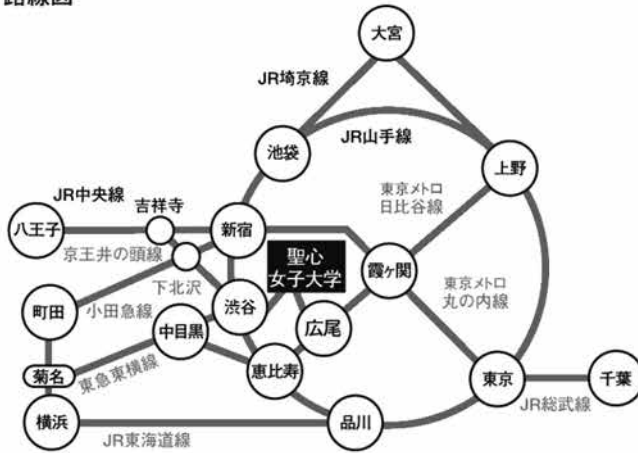 路線図
大宮
JR埼京線
JR山手線
池袋
上野
東京メトロ
日比谷線
JR中央線
吉祥寺
八王子
新宿
京王井の頭線
聖心
女子大学
霞ヶ関
下北沢
東京メトロ
丸の内線
町田
小田急線
渋谷
中目黒
広尾
菊名
東急東横線
恵比寿
東京
千葉
JR総武線
横浜
品川
JR東海道線